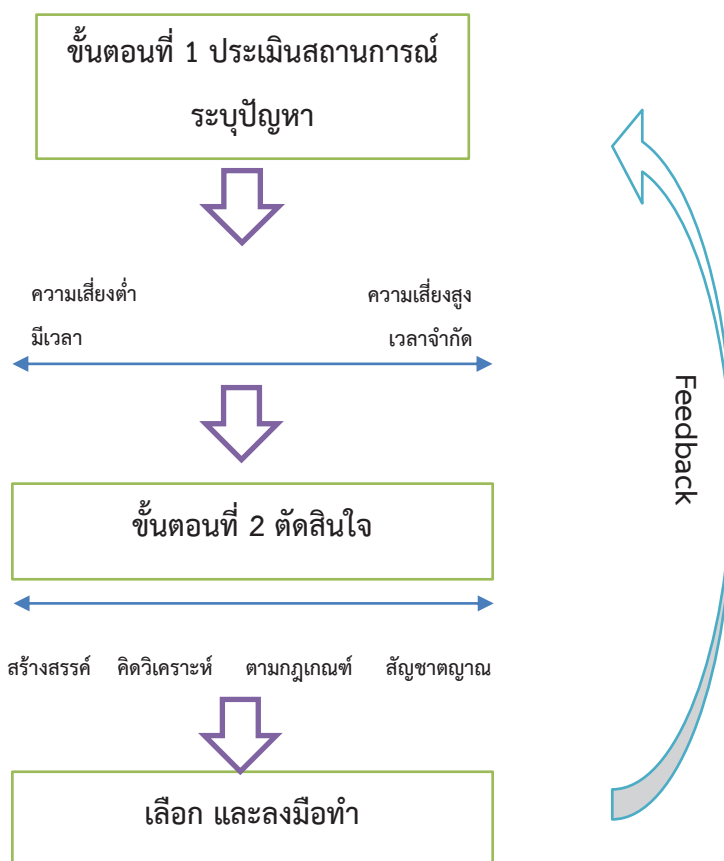 ขั้นตอนที่ 1 ประเมินสถานการณ์
ระบุปัญหา
ความเสี่ยงต่ำ ความเสี่ยงสูง
มีเวลา เวลาจำกัด
Feedback
ขั้นตอนที่ 2 ตัดสินใจ
สร้างสรรค์ คิดวิเคราะห์ ตามกฎเกณฑ์ สัญชาตญาณ
เลือก และลงมือทำ